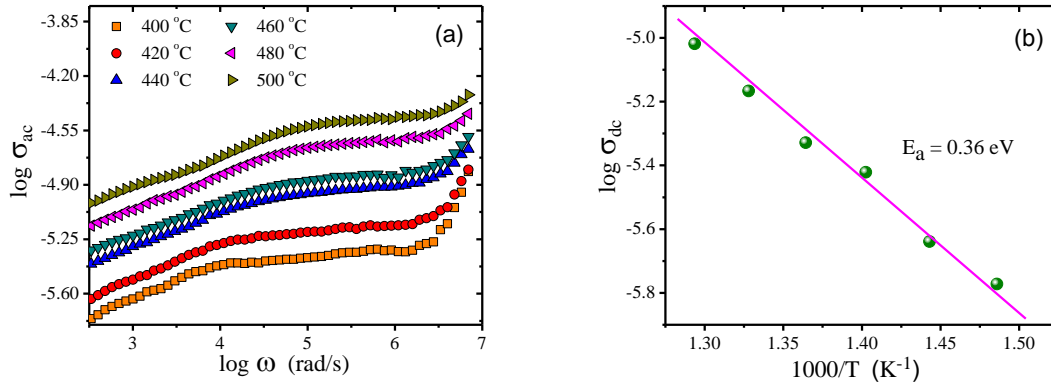 (a)
400 °C
420 °C
440 °C
460 °C
480 °C
500 °C
-3.85
-4.20
-4.55
-4.90
-5.25
-5.60
log σac
3 4 5 6 7
log ω (rad/s)
(b)
-5.0
-5.2
-5.4
-5.6
-5.8
log σdc
Ea = 0.36 eV
1.30 1.35 1.40 1.45 1.50
1000/T (K-1)